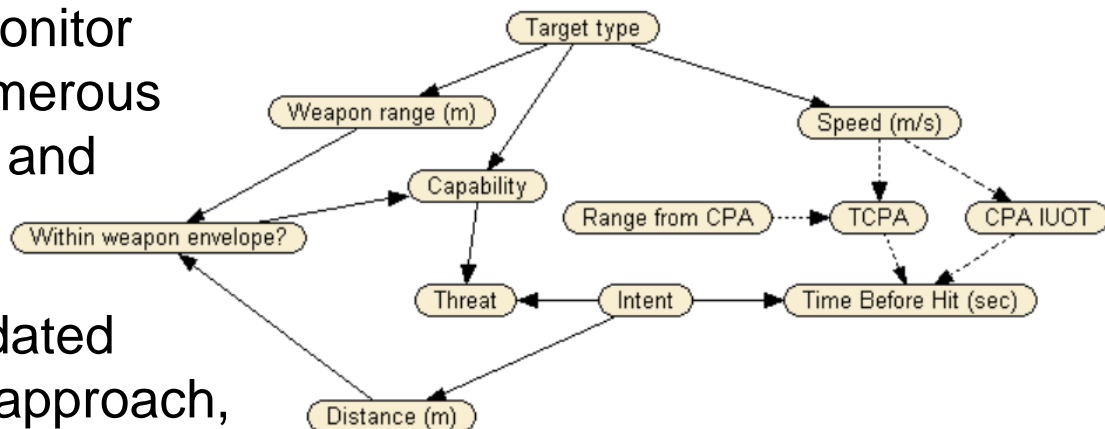 onitor
merous
and
dated
approach,
Target type
Weapon range (m)
Speed (m/s)
Capability
Range from CPA
TCPA
CPA IUOT
Within weapon envelope?
Threat
Intent
Time Before Hit (sec)
Distance (m)